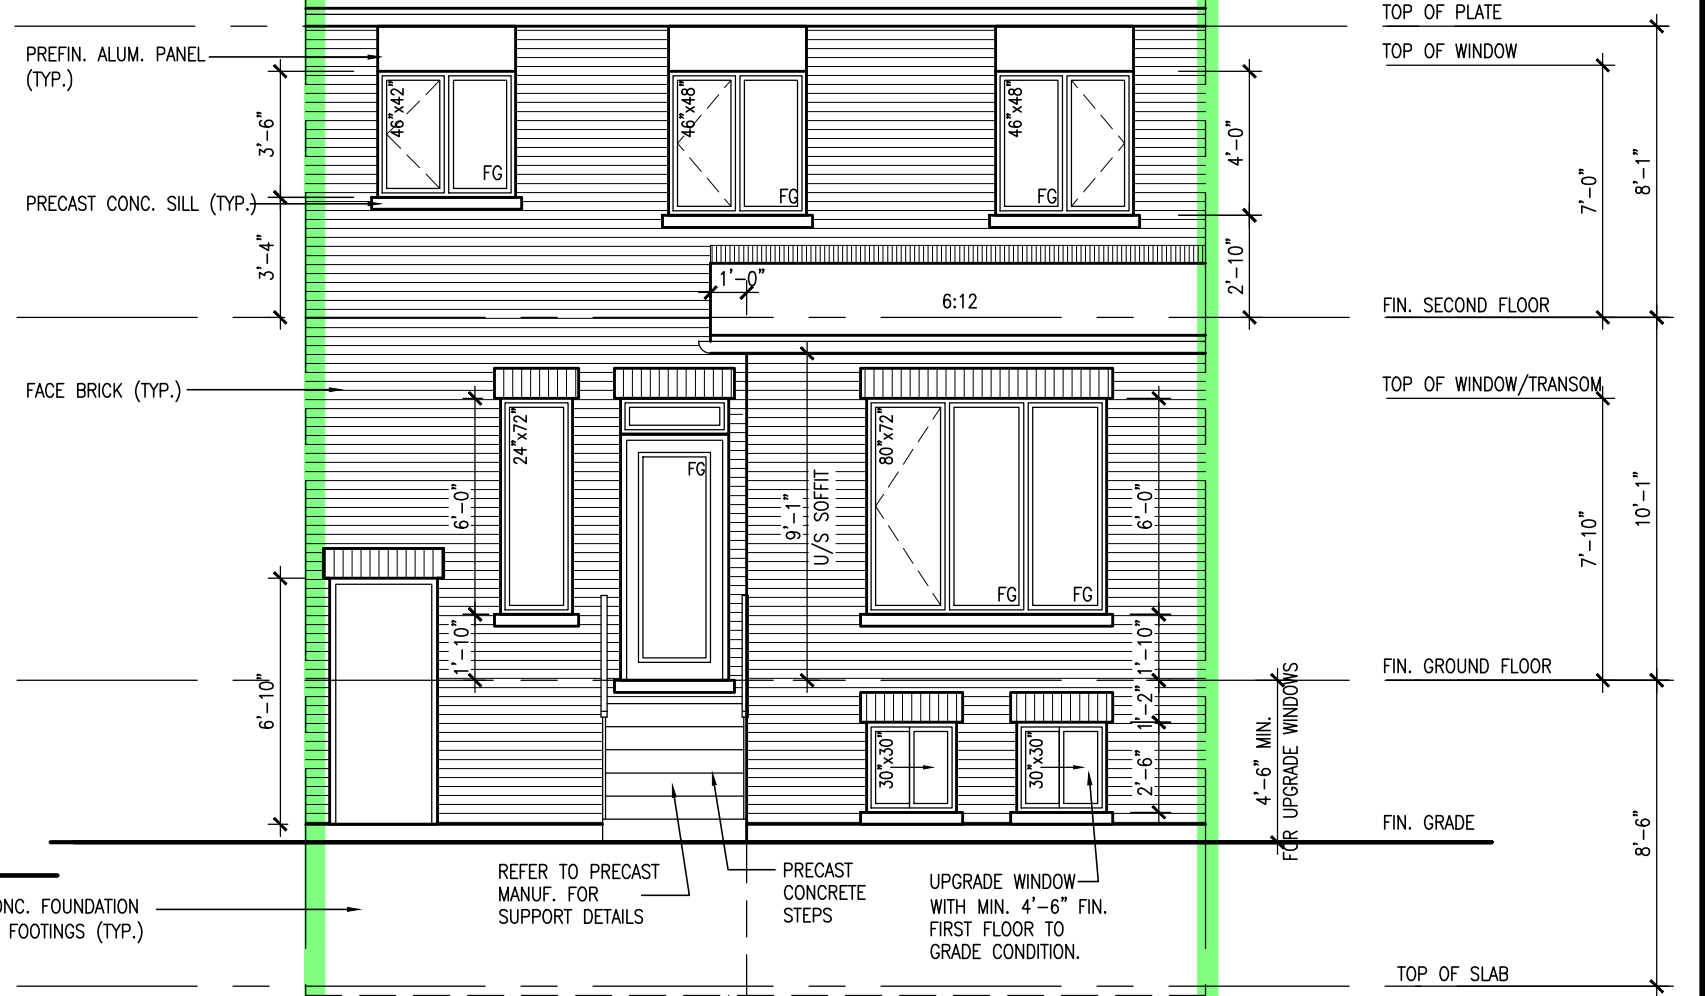 TOP OF PLATE
PREFIN. ALUM. PANEL
(TYP.)
TOP OF WINDOW
46"x42"
46"x48"
46"x48"
FG
FG
FG
3'-6"
4'-0"
7'-0"
8'-1"
PRECAST CONC. SILL (TYP.)
3'-4"
2'-10"
1'-0"
6:12
FIN. SECOND FLOOR
FACE BRICK (TYP.)
TOP OF WINDOW/TRANSOM
24"x72"
FG
80"x72"
FG
FG
6'-0"
9'-1"
U/S SOFFIT
6'-0"
7'-10"
10'-1"
1'-10"
1'-10"
FIN. GROUND FLOOR
6'-10"
1'-2"
30"x30"
30"x30"
2'-6"
4'-6" MIN.
FOR UPGRADE WINDOWS
FIN. GRADE
8'-6"
REFER TO PRECAST
MANUF. FOR
SUPPORT DETAILS
PRECAST
CONCRETE
STEPS
UPGRADE WINDOW
WITH MIN. 4'-6" FIN.
FIRST FLOOR TO
GRADE CONDITION.
ONC. FOUNDATION
FOOTINGS (TYP.)
TOP OF SLAB